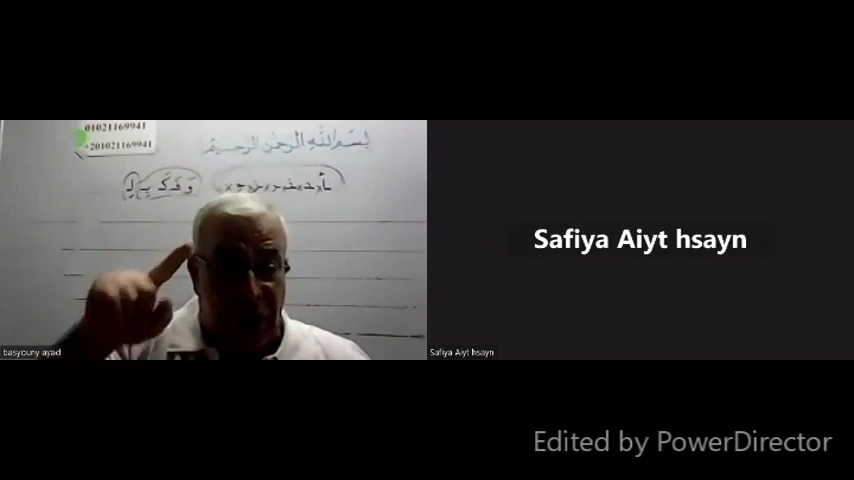 01021169941
+201021169941
بسم الله الرحمن الرحيم
وَ فَ كَ بِ لِ
Safiya Aiyt hsayn
basyouny ayad
Safiya Aiyt hsayn
Edited by PowerDirector